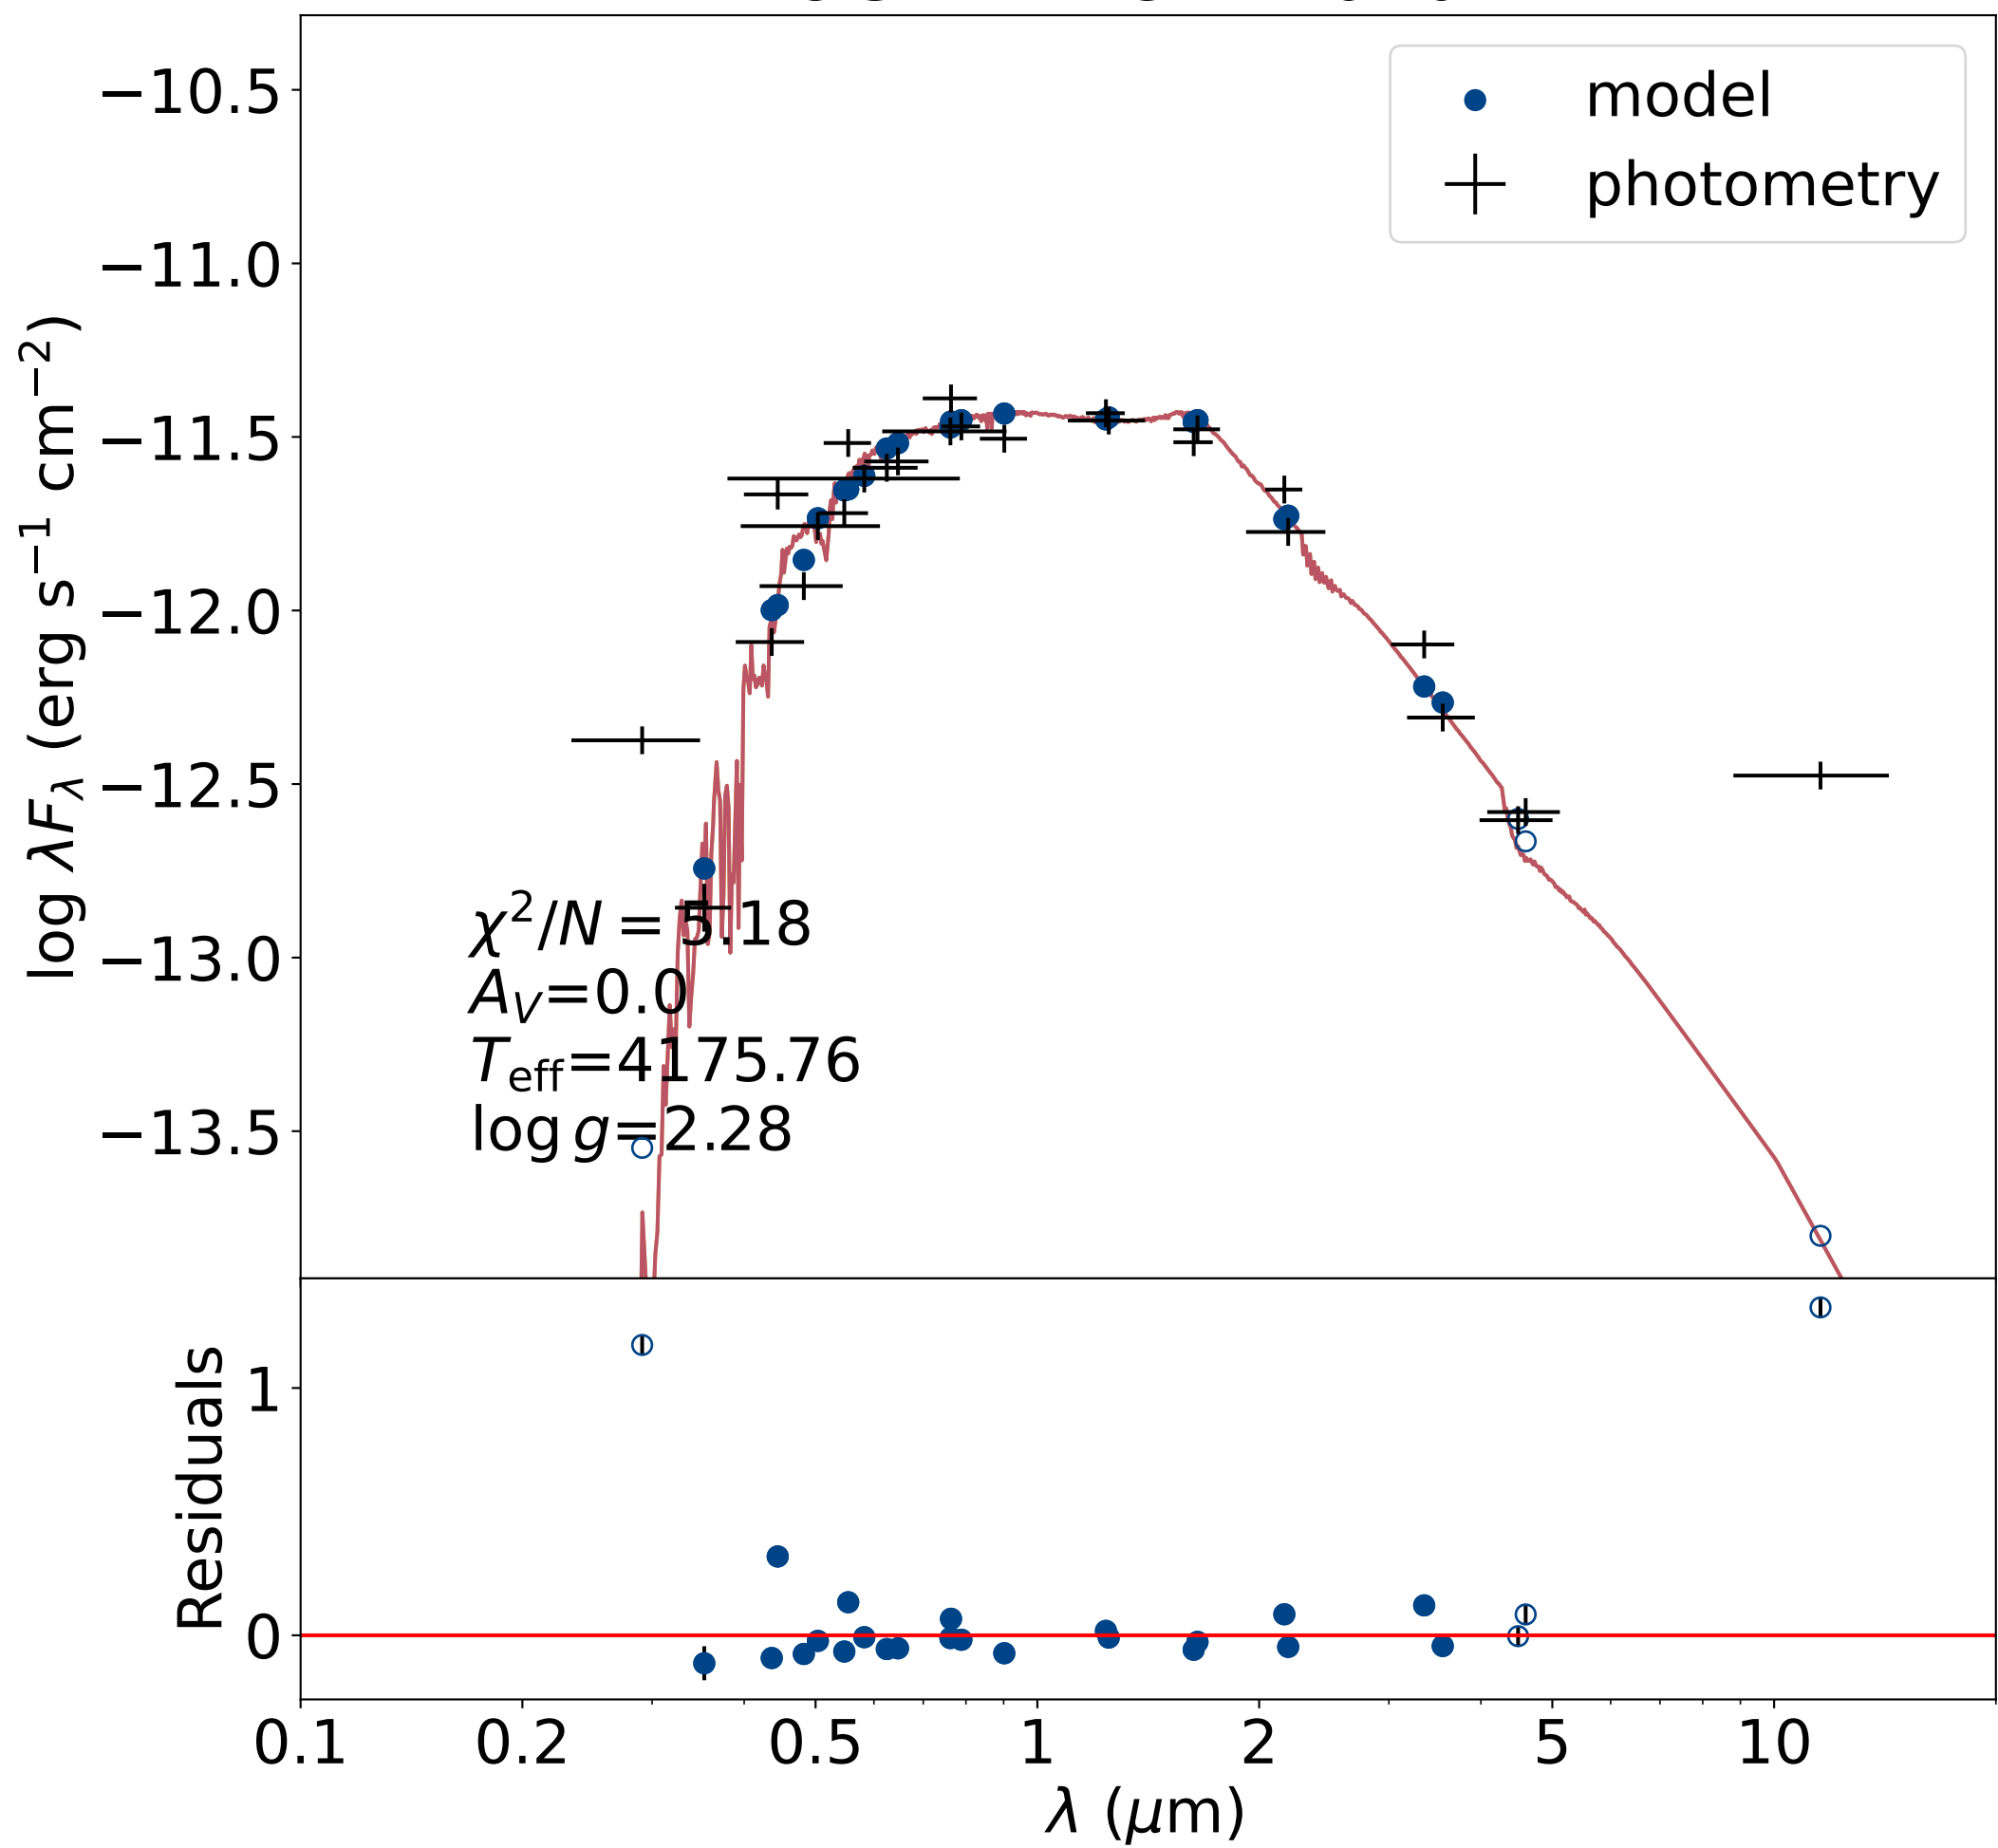 −10.5
−11.0
−11.5
−12.0
−12.5
−13.0
−13.5
log λFλ (erg s⁻¹ cm⁻²)
model
photometry
χ²/N = 5.18
A_V=0.0
T_eff=4175.76
log g=2.28
1
0
Residuals
0.1 0.2 0.5 1 2 5 10
λ (μm)